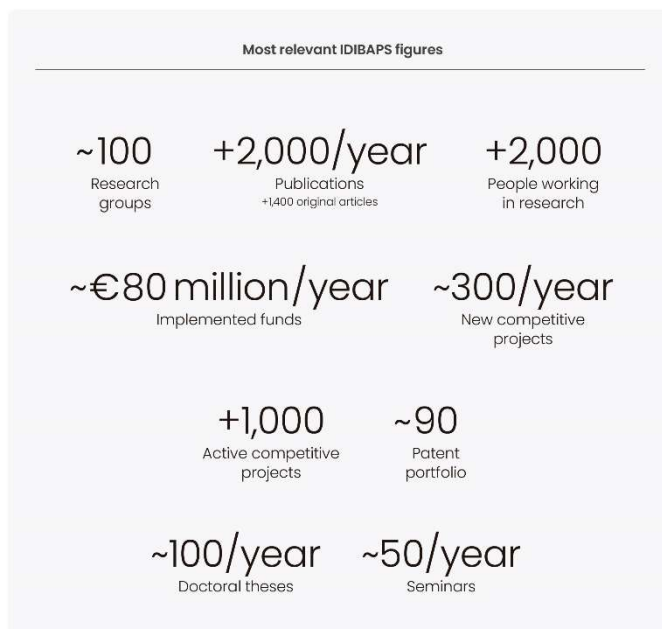 Most relevant IDIBAPS figures
~100
Research
groups
+2,000/year
Publications
+1,400 original articles
+2,000
People working
in research
~€80 million/year
Implemented funds
~300/year
New competitive
projects
+1,000
Active competitive
projects
~90
Patent
portfolio
~100/year
Doctoral theses
~50/year
Seminars